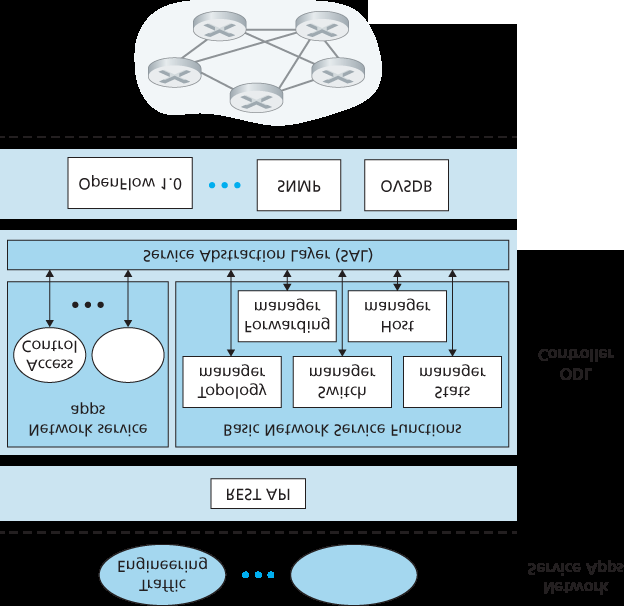 Traffic
Engineering
Network
Service Apps
REST API
Network service
apps
Access
Control
Basic Network Service Functions
Topology
manager
Switch
manager
Stats
manager
Forwarding
manager
Host
manager
ODL
Controller
Service Abstraction Layer (SAL)
OpenFlow 1.0
SNMP
OVSDB